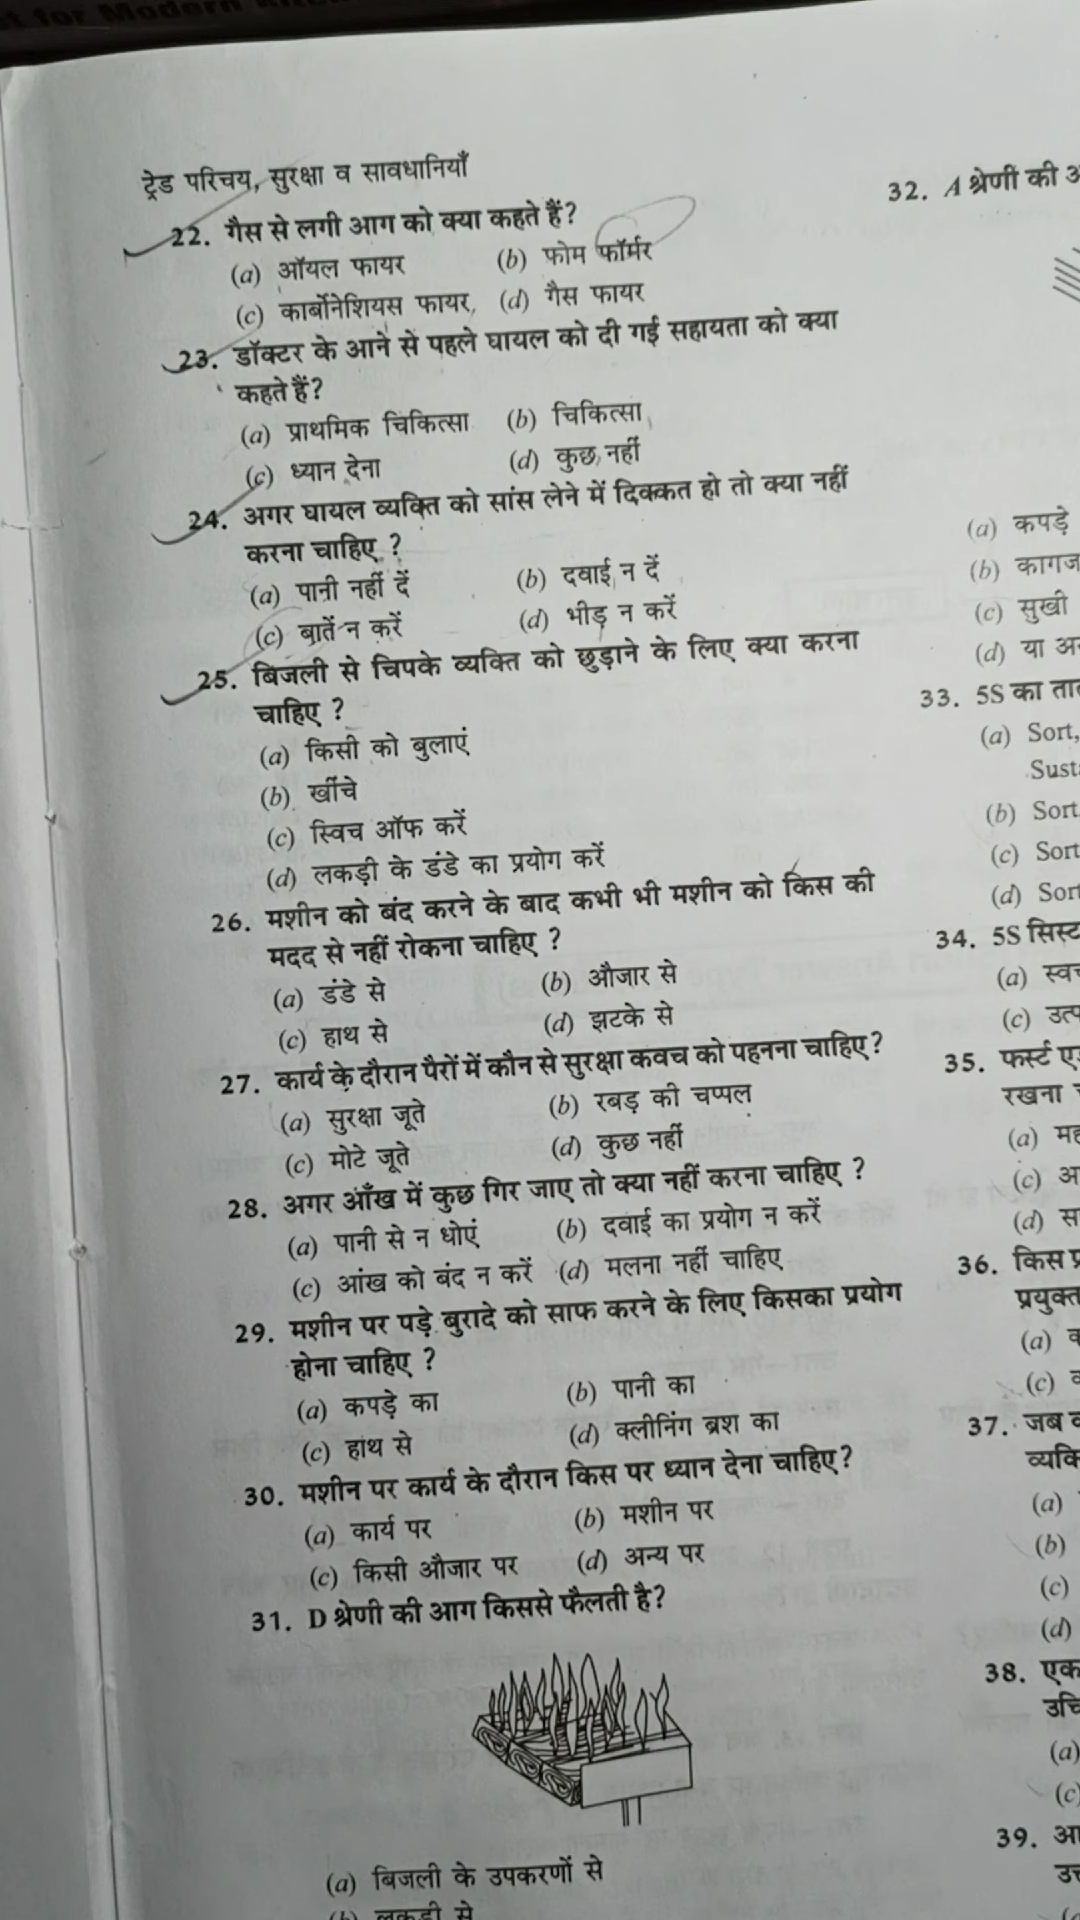 for Modern
ट्रेड परिचय, सुरक्षा व सावधानियाँ
22. गैस से लगी आग को क्या कहते हैं?
(a) ऑयल फायर (b) फोम फॉर्मर
(c) कार्बोनेशियस फायर, (d) गैस फायर
23. डॉक्टर के आने से पहले घायल को दी गई सहायता को क्या
कहते हैं?
(a) प्राथमिक चिकित्सा (b) चिकित्सा
(c) ध्यान देना (d) कुछ नहीं
24. अगर घायल व्यक्ति को सांस लेने में दिक्कत हो तो क्या नहीं
करना चाहिए ?
(a) पानी नहीं दें (b) दवाई न दें
(c) बातें न करें (d) भीड़ न करें
25. बिजली से चिपके व्यक्ति को छुड़ाने के लिए क्या करना
चाहिए ?
(a) किसी को बुलाएं
(b) खींचे
(c) स्विच ऑफ करें
(d) लकड़ी के डंडे का प्रयोग करें
26. मशीन को बंद करने के बाद कभी भी मशीन को किस की
मदद से नहीं रोकना चाहिए ?
(a) डंडे से (b) औजार से
(c) हाथ से (d) झटके से
27. कार्य के दौरान पैरों में कौन से सुरक्षा कवच को पहनना चाहिए?
(a) सुरक्षा जूते (b) रबड़ की चप्पल
(c) मोटे जूते (d) कुछ नहीं
28. अगर आँख में कुछ गिर जाए तो क्या नहीं करना चाहिए ?
(a) पानी से न धोएं (b) दवाई का प्रयोग न करें
(c) आंख को बंद न करें (d) मलना नहीं चाहिए
29. मशीन पर पड़े बुरादे को साफ करने के लिए किसका प्रयोग
होना चाहिए ?
(a) कपड़े का (b) पानी का
(c) हाथ से (d) क्लीनिंग ब्रश का
30. मशीन पर कार्य के दौरान किस पर ध्यान देना चाहिए?
(a) कार्य पर (b) मशीन पर
(c) किसी औजार पर (d) अन्य पर
31. D श्रेणी की आग किससे फैलती है?
(a) बिजली के उपकरणों से
(b) लकड़ी से
32. A श्रेणी की
(a) कपड़े
(b) कागज
(c) सुखी
(d) या
33. 5S का
(a) Sort,
(b) Sort
(c) Sort
(d) Sort
34. 5S
(a)
(c)
35. फर्स्ट
रखना
(a)
(c)
(d)
36. किस
(a)
(c)
37. जब
(a)
(b)
(c)
(d)
38. एक
(a)
(c)
39.